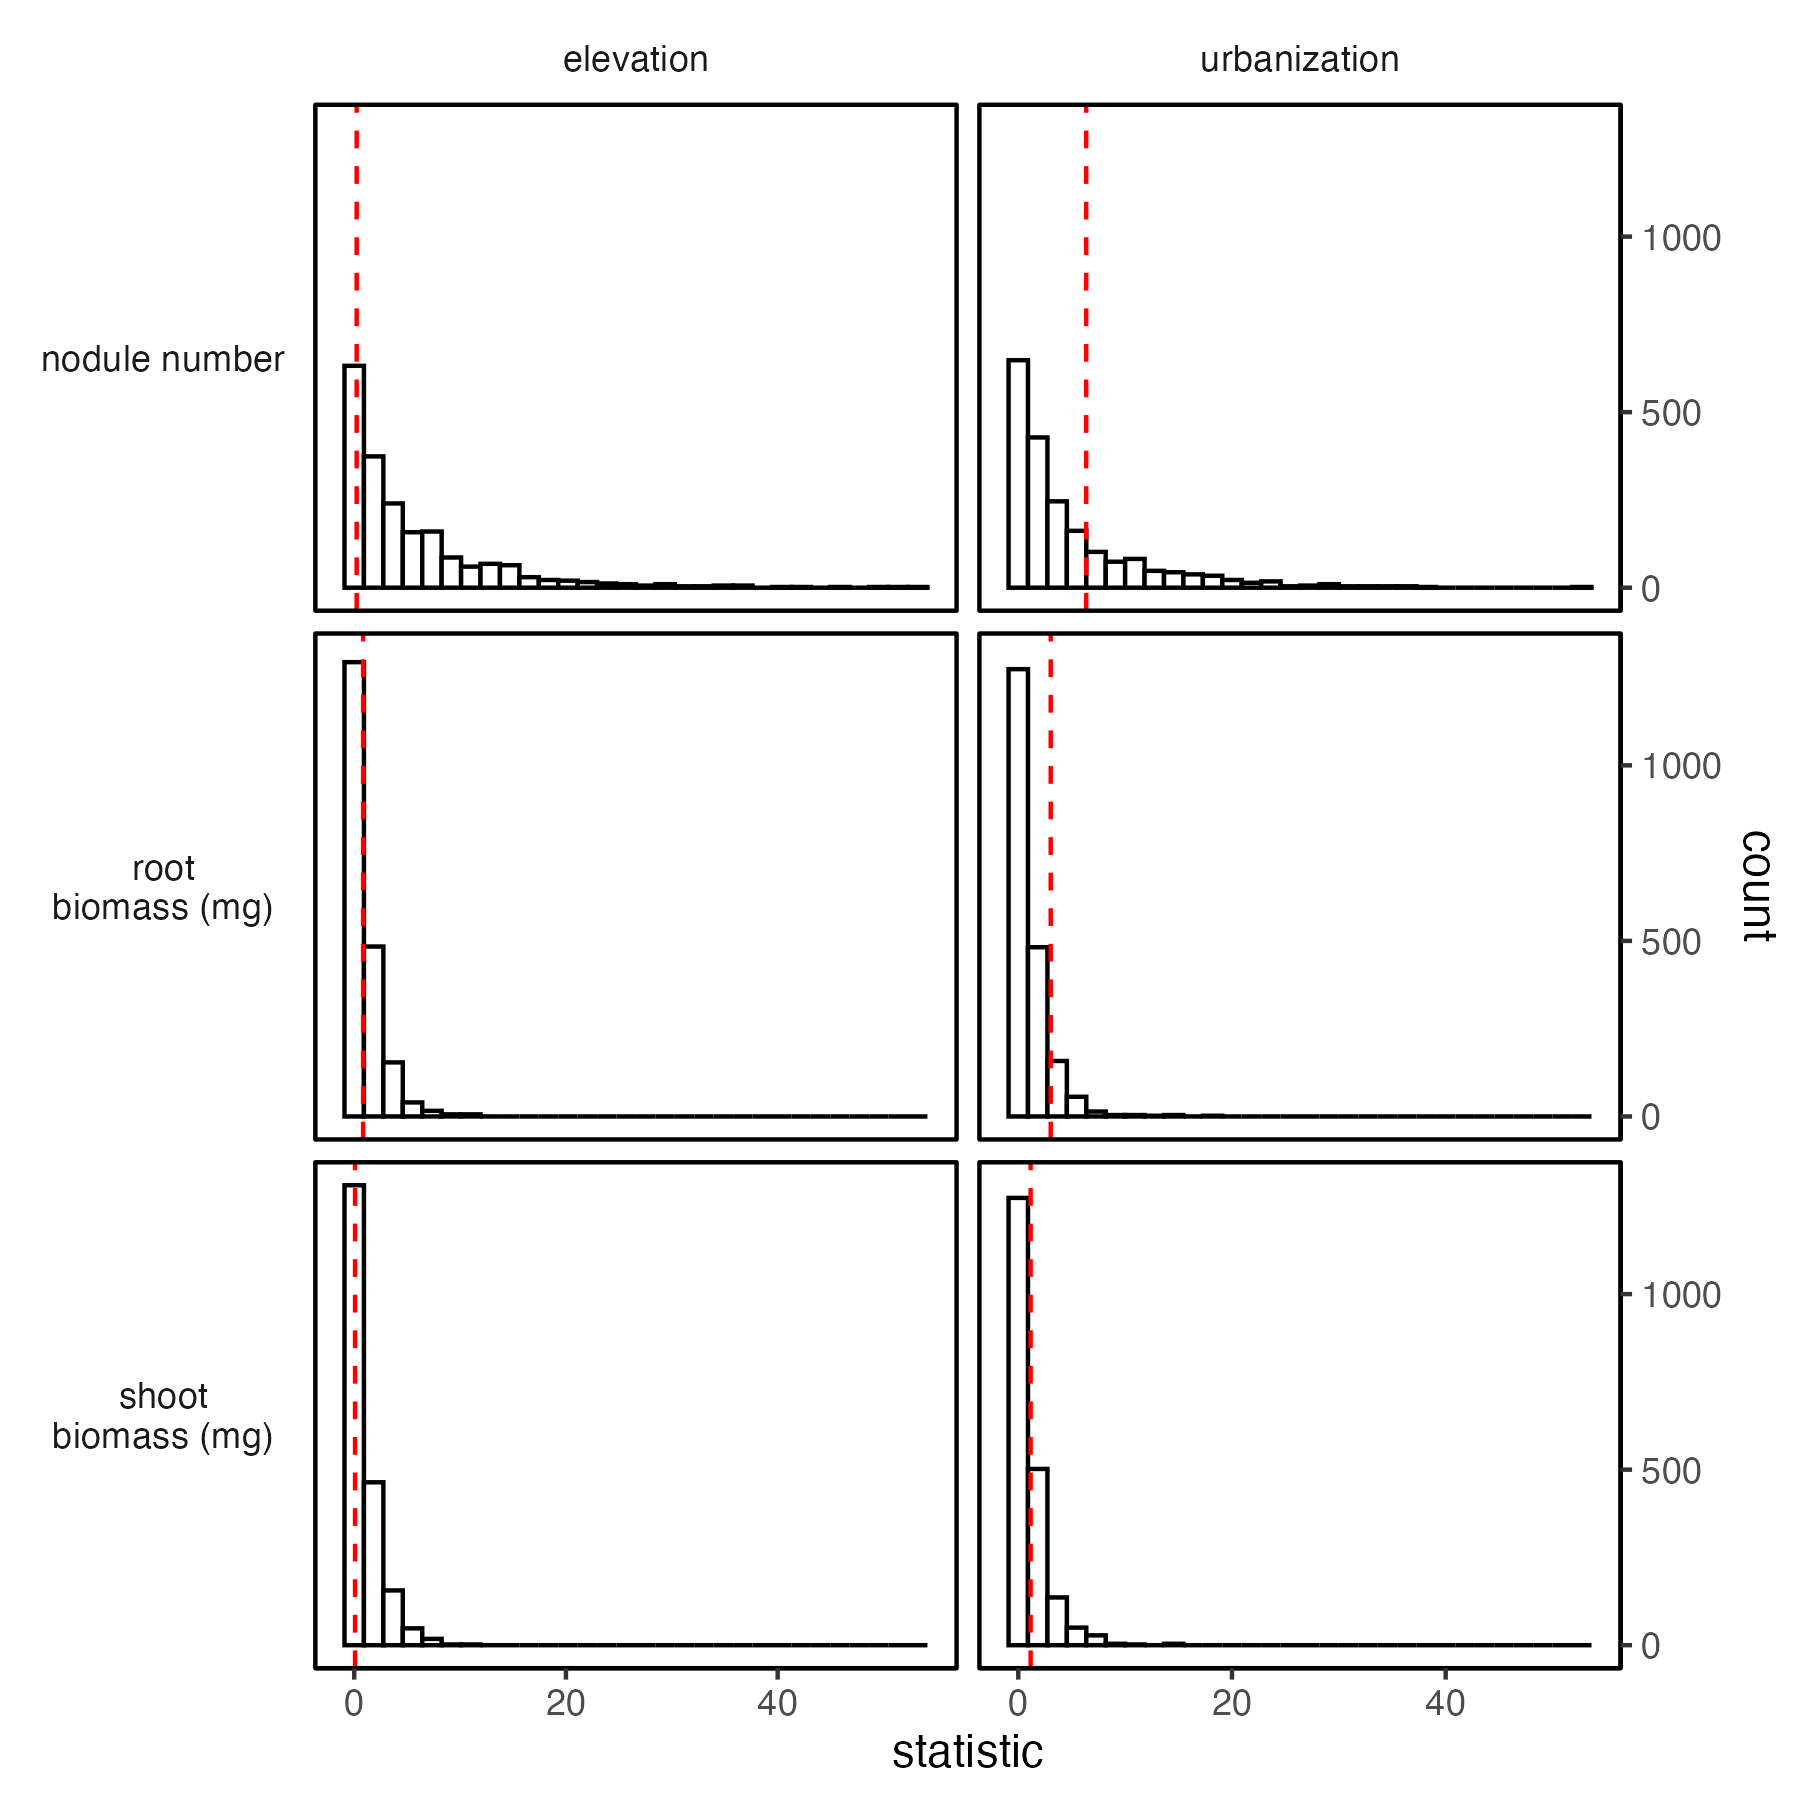 elevation
urbanization
nodule number
1000
500
0
root
biomass (mg)
1000
500
0
count
shoot
biomass (mg)
1000
500
0
0 20 40
0 20 40
statistic